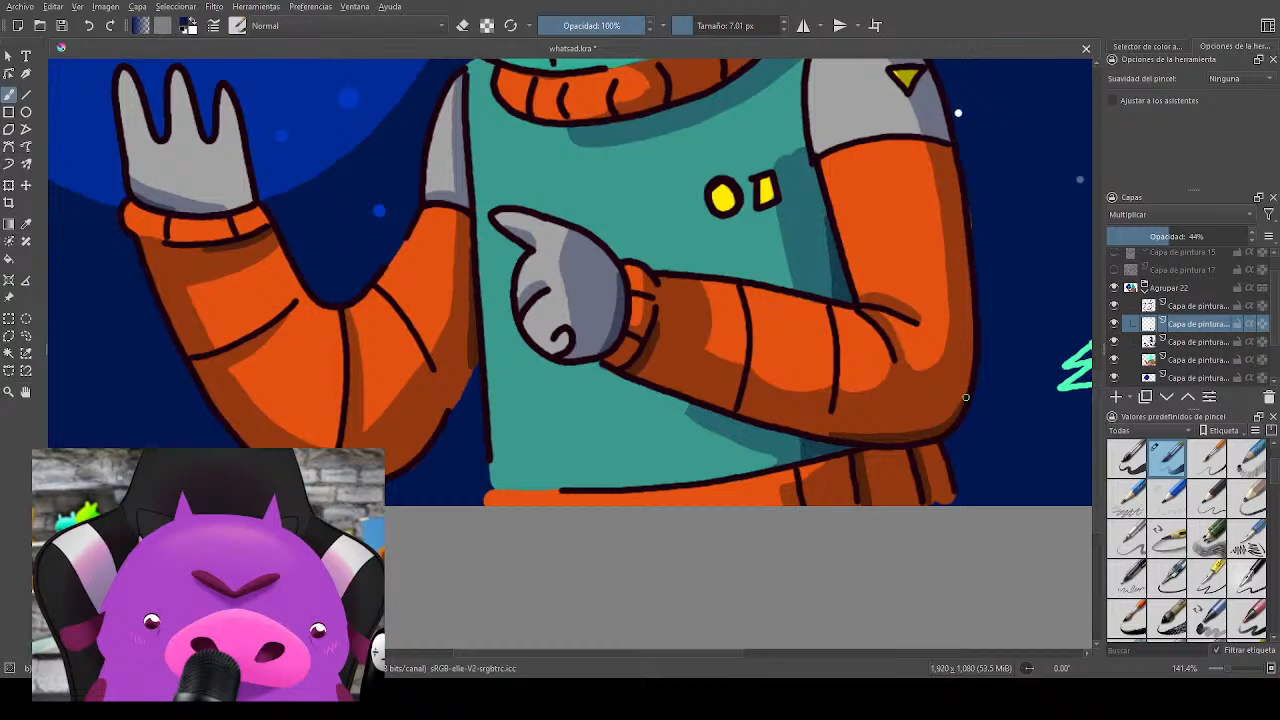 Archivo Editar Ver Imagen Capa Seleccionar Filtros Herramientas Preferencias Ventana Ayuda
Normal Opacidad: 100% Tamaño: 7.01 px
whatsad.kra *
Selector de color a... Opciones de la her...
Opciones de la herramienta
Suavidad del pincel: Ninguna
Ajustar a los asistentes
Capas
Multiplicar
Opacidad: 44%
Capa de pintura 15
Capa de pintura 17
Agrupar 22
Capa de pintura...
Capa de pintura...
Capa de pintura...
Capa de pintura...
Capa de pintura...
Valores predefinidos de pincel
Todas Etiqueta
Buscar Filtrar etiqueta
bits/canal) sRGB-elle-V2-srgbtrc.icc 1,920 x 1,080 (53.5 MiB) 0.00° 141.4%